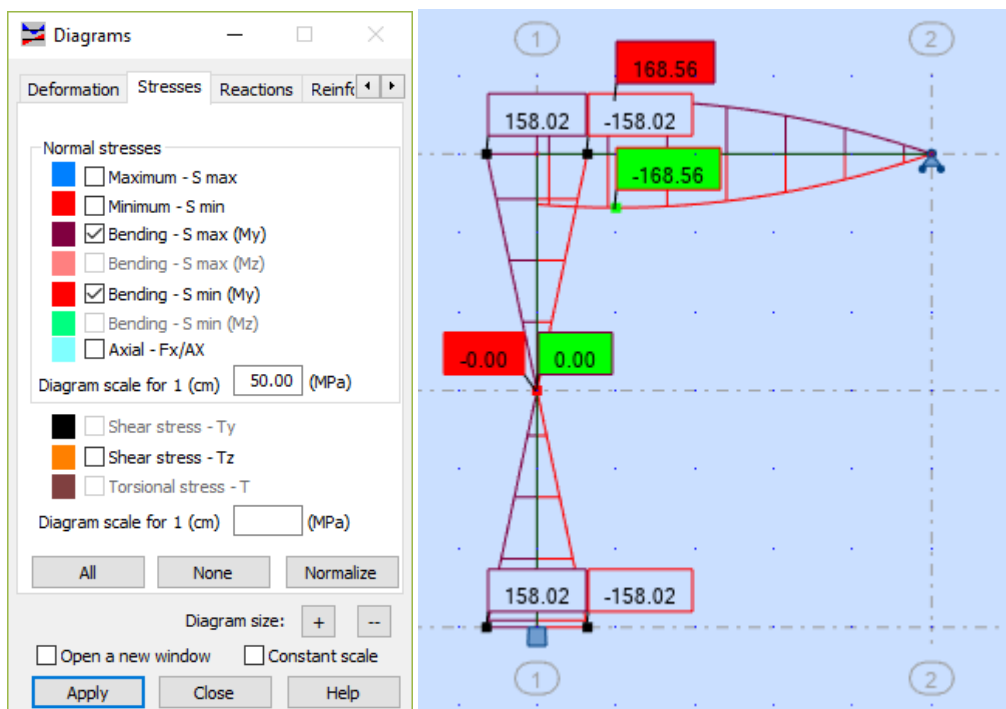 Diagrams
Deformation Stresses Reactions Reinfc
Normal stresses
Maximum - S max
Minimum - S min
Bending - S max (My)
Bending - S max (Mz)
Bending - S min (My)
Bending - S min (Mz)
Axial - Fx/AX
Diagram scale for 1 (cm) 50.00 (MPa)
Shear stress - Ty
Shear stress - Tz
Torsional stress - T
Diagram scale for 1 (cm) (MPa)
All None Normalize
Diagram size: + --
Open a new window Constant scale
Apply Close Help
1 2
168.56
158.02 -158.02
-168.56
-0.00 0.00
158.02 -158.02
1 2